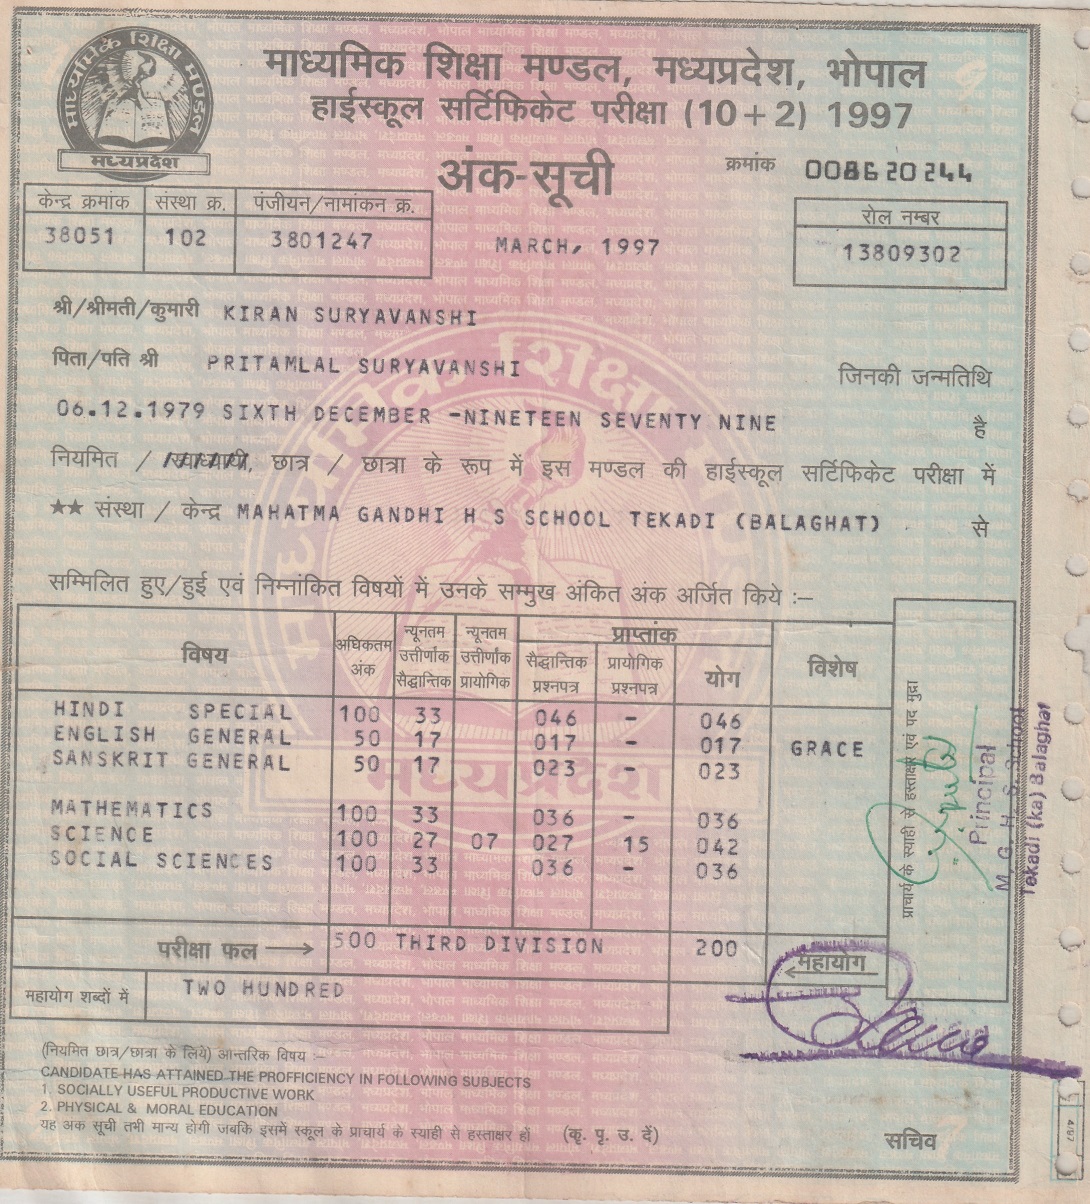 माध्यमिक शिक्षा मण्डल, मध्यप्रदेश, भोपाल
हाईस्कूल सर्टिफिकेट परीक्षा (10+2) 1997
माध्यमिक शिक्षा मण्डल
मध्यप्रदेश
अंक-सूची
क्रमांक 008620244
केन्द्र क्रमांक संस्था क्र. पंजीयन/नामांकन क्र. रोल नम्बर
38051 102 3801247 MARCH, 1997 13809302
श्री/श्रीमती/कुमारी KIRAN SURYAVANSHI
पिता/पति श्री PRITAMLAL SURYAVANSHI जिनकी जन्मतिथि
06.12.1979 SIXTH DECEMBER -NINETEEN SEVENTY NINE है
नियमित / स्वाध्यायी, छात्र / छात्रा के रूप में इस मण्डल की हाईस्कूल सर्टिफिकेट परीक्षा में
★★ संस्था / केन्द्र MAHATMA GANDHI H S SCHOOL TEKADI (BALAGHAT) से
सम्मिलित हुए/हुई एवं निम्नांकित विषयों में उनके सम्मुख अंकित अंक अर्जित किये :–
विषय अधिकतम अंक न्यूनतम उत्तीर्णांक सैद्धान्तिक न्यूनतम उत्तीर्णांक प्रायोगिक प्राप्तांक विशेष
सैद्धान्तिक प्रश्नपत्र प्रायोगिक प्रश्नपत्र योग
HINDI SPECIAL 100 33 046 – 046
ENGLISH GENERAL 50 17 017 – 017 GRACE
SANSKRIT GENERAL 50 17 023 – 023
MATHEMATICS 100 33 036 – 036
SCIENCE 100 27 07 027 15 042
SOCIAL SCIENCES 100 33 036 – 036
परीक्षा फल → 500 THIRD DIVISION 200 महायोग
महायोग शब्दों में TWO HUNDRED
प्राचार्य के स्याही से हस्ताक्षर एवं पद मुद्रा
Principal
M. G. H. S. School
Tekadi (ka) Balaghat
(नियमित छात्र/छात्रा के लिये) आन्तरिक विषय :–
CANDIDATE HAS ATTAINED THE PROFFICIENCY IN FOLLOWING SUBJECTS
1. SOCIALLY USEFUL PRODUCTIVE WORK
2. PHYSICAL & MORAL EDUCATION
यह अक सूची तभी मान्य होगी जबकि इसमें स्कूल के प्राचार्य के स्याही से हस्ताक्षर हों (कृ. पृ. उ. दें)
सचिव
4/97